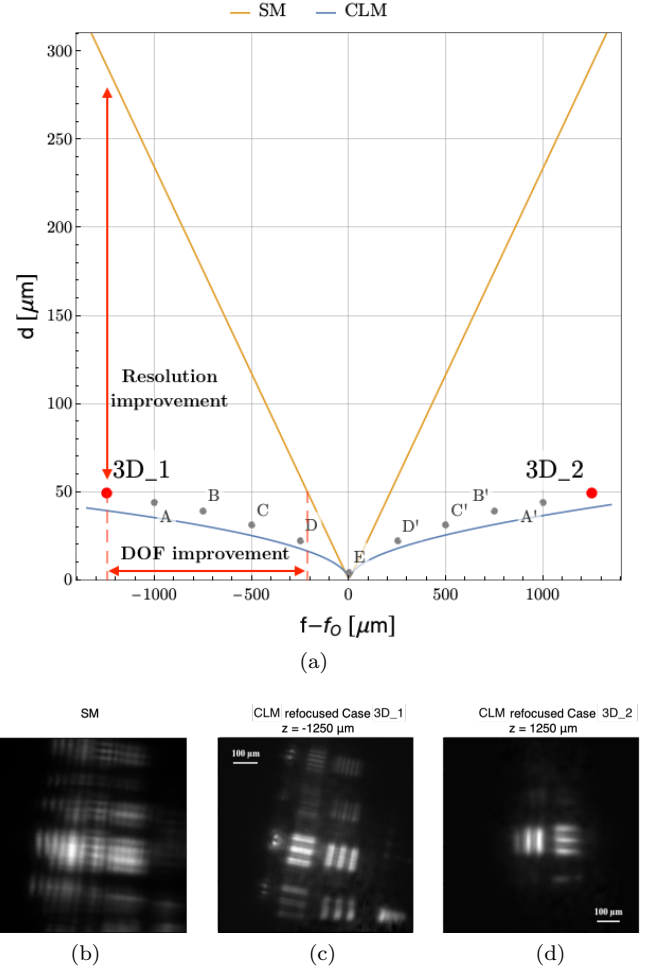 SM CLM
300
250
200
150
100
50
0
d [μm]
Resolution
improvement
3D_1
3D_2
A
B
C
D
E
D'
C'
B'
A'
DOF improvement
−1000 −500 0 500 1000
f−fO [μm]
(a)
SM
CLM refocused Case 3D_1
z = -1250 μm
CLM refocused Case 3D_2
z = 1250 μm
100 μm
100 μm
(b) (c) (d)